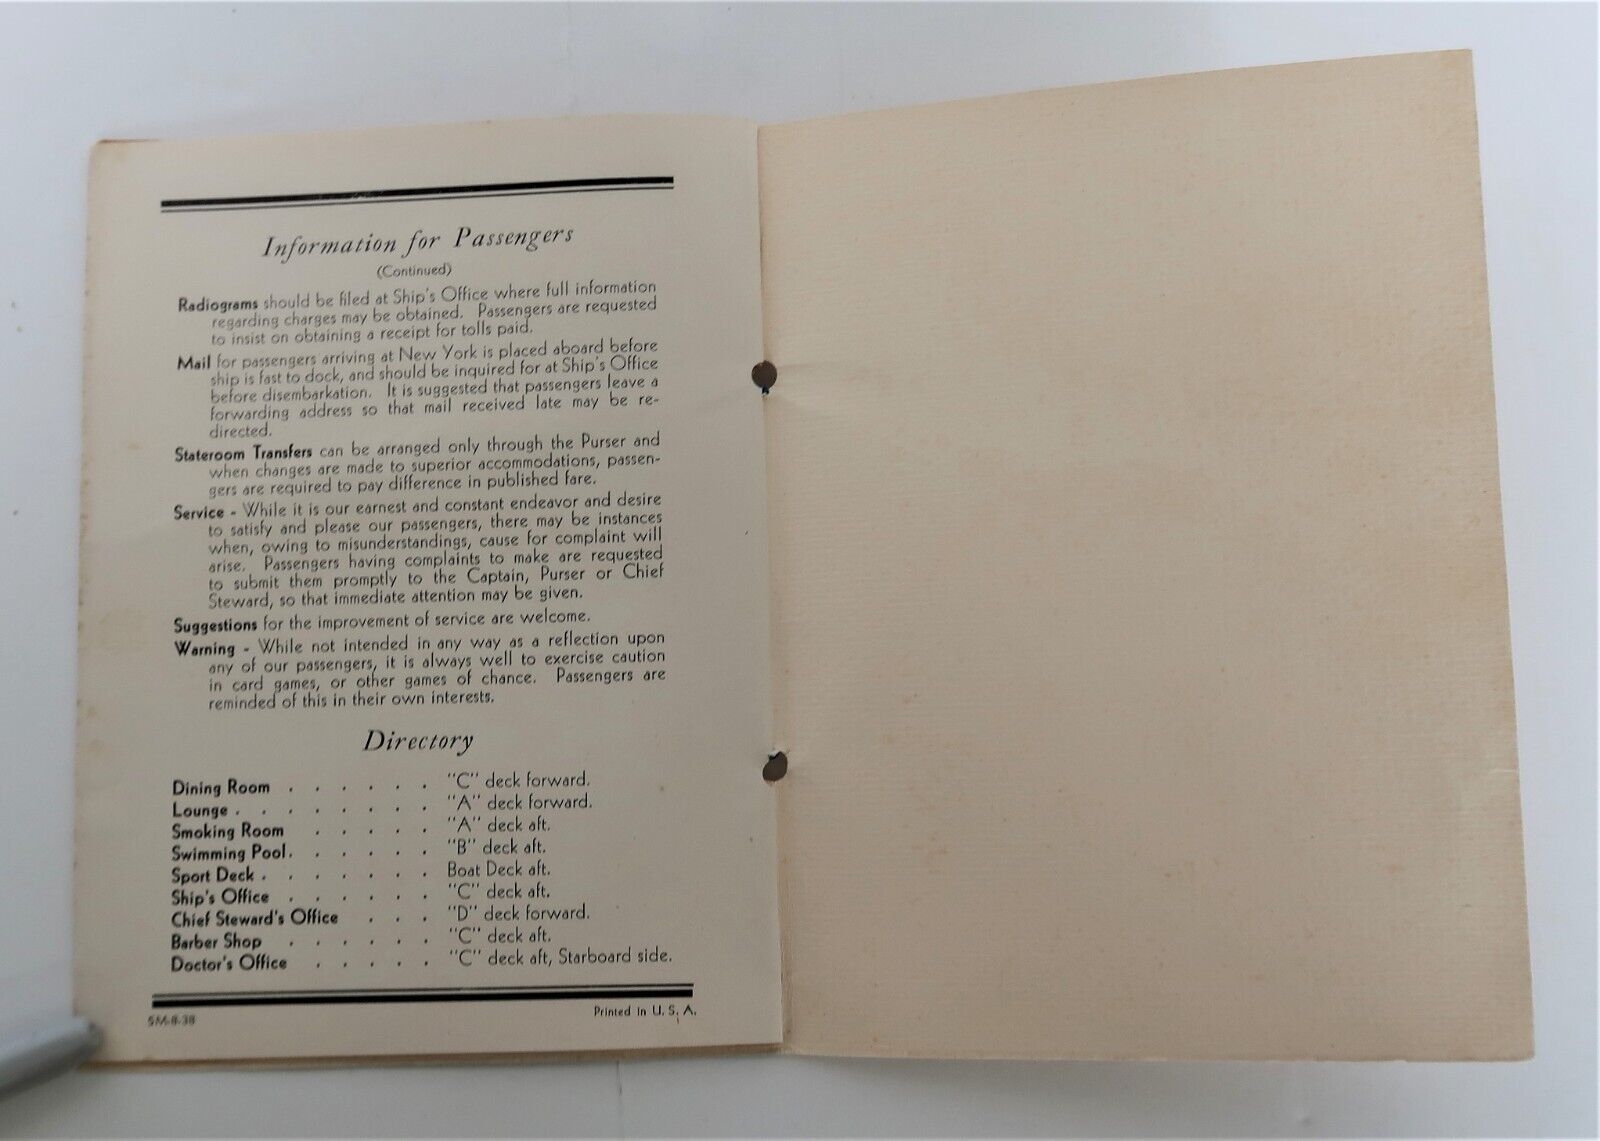 Information for Passengers
(Continued)
Radiograms should be filed at Ship's Office where full information
regarding charges may be obtained. Passengers are requested
to insist on obtaining a receipt for tolls paid.
Mail for passengers arriving at New York is placed aboard before
ship is fast to dock, and should be inquired for at Ship's Office
before disembarkation. It is suggested that passengers leave a
forwarding address so that mail received late may be re-
directed.
Stateroom Transfers can be arranged only through the Purser and
when changes are made to superior accommodations, passen-
gers are required to pay difference in published fare.
Service - While it is our earnest and constant endeavor and desire
to satisfy and please our passengers, there may be instances
when, owing to misunderstandings, cause for complaint will
arise. Passengers having complaints to make are requested
to submit them promptly to the Captain, Purser or Chief
Steward, so that immediate attention may be given.
Suggestions for the improvement of service are welcome.
Warning - While not intended in any way as a reflection upon
any of our passengers, it is always well to exercise caution
in card games, or other games of chance. Passengers are
reminded of this in their own interests.
Directory
Dining Room . . . . . . "C" deck forward.
Lounge . . . . . . . . "A" deck forward.
Smoking Room . . . . . "A" deck aft.
Swimming Pool . . . . . . "B" deck aft.
Sport Deck . . . . . . . Boat Deck aft.
Ship's Office . . . . . . "C" deck aft.
Chief Steward's Office . . . "D" deck forward.
Barber Shop . . . . . . "C" deck aft.
Doctor's Office . . . . . "C" deck aft, Starboard side.
5M-8-38
Printed in U. S. A.